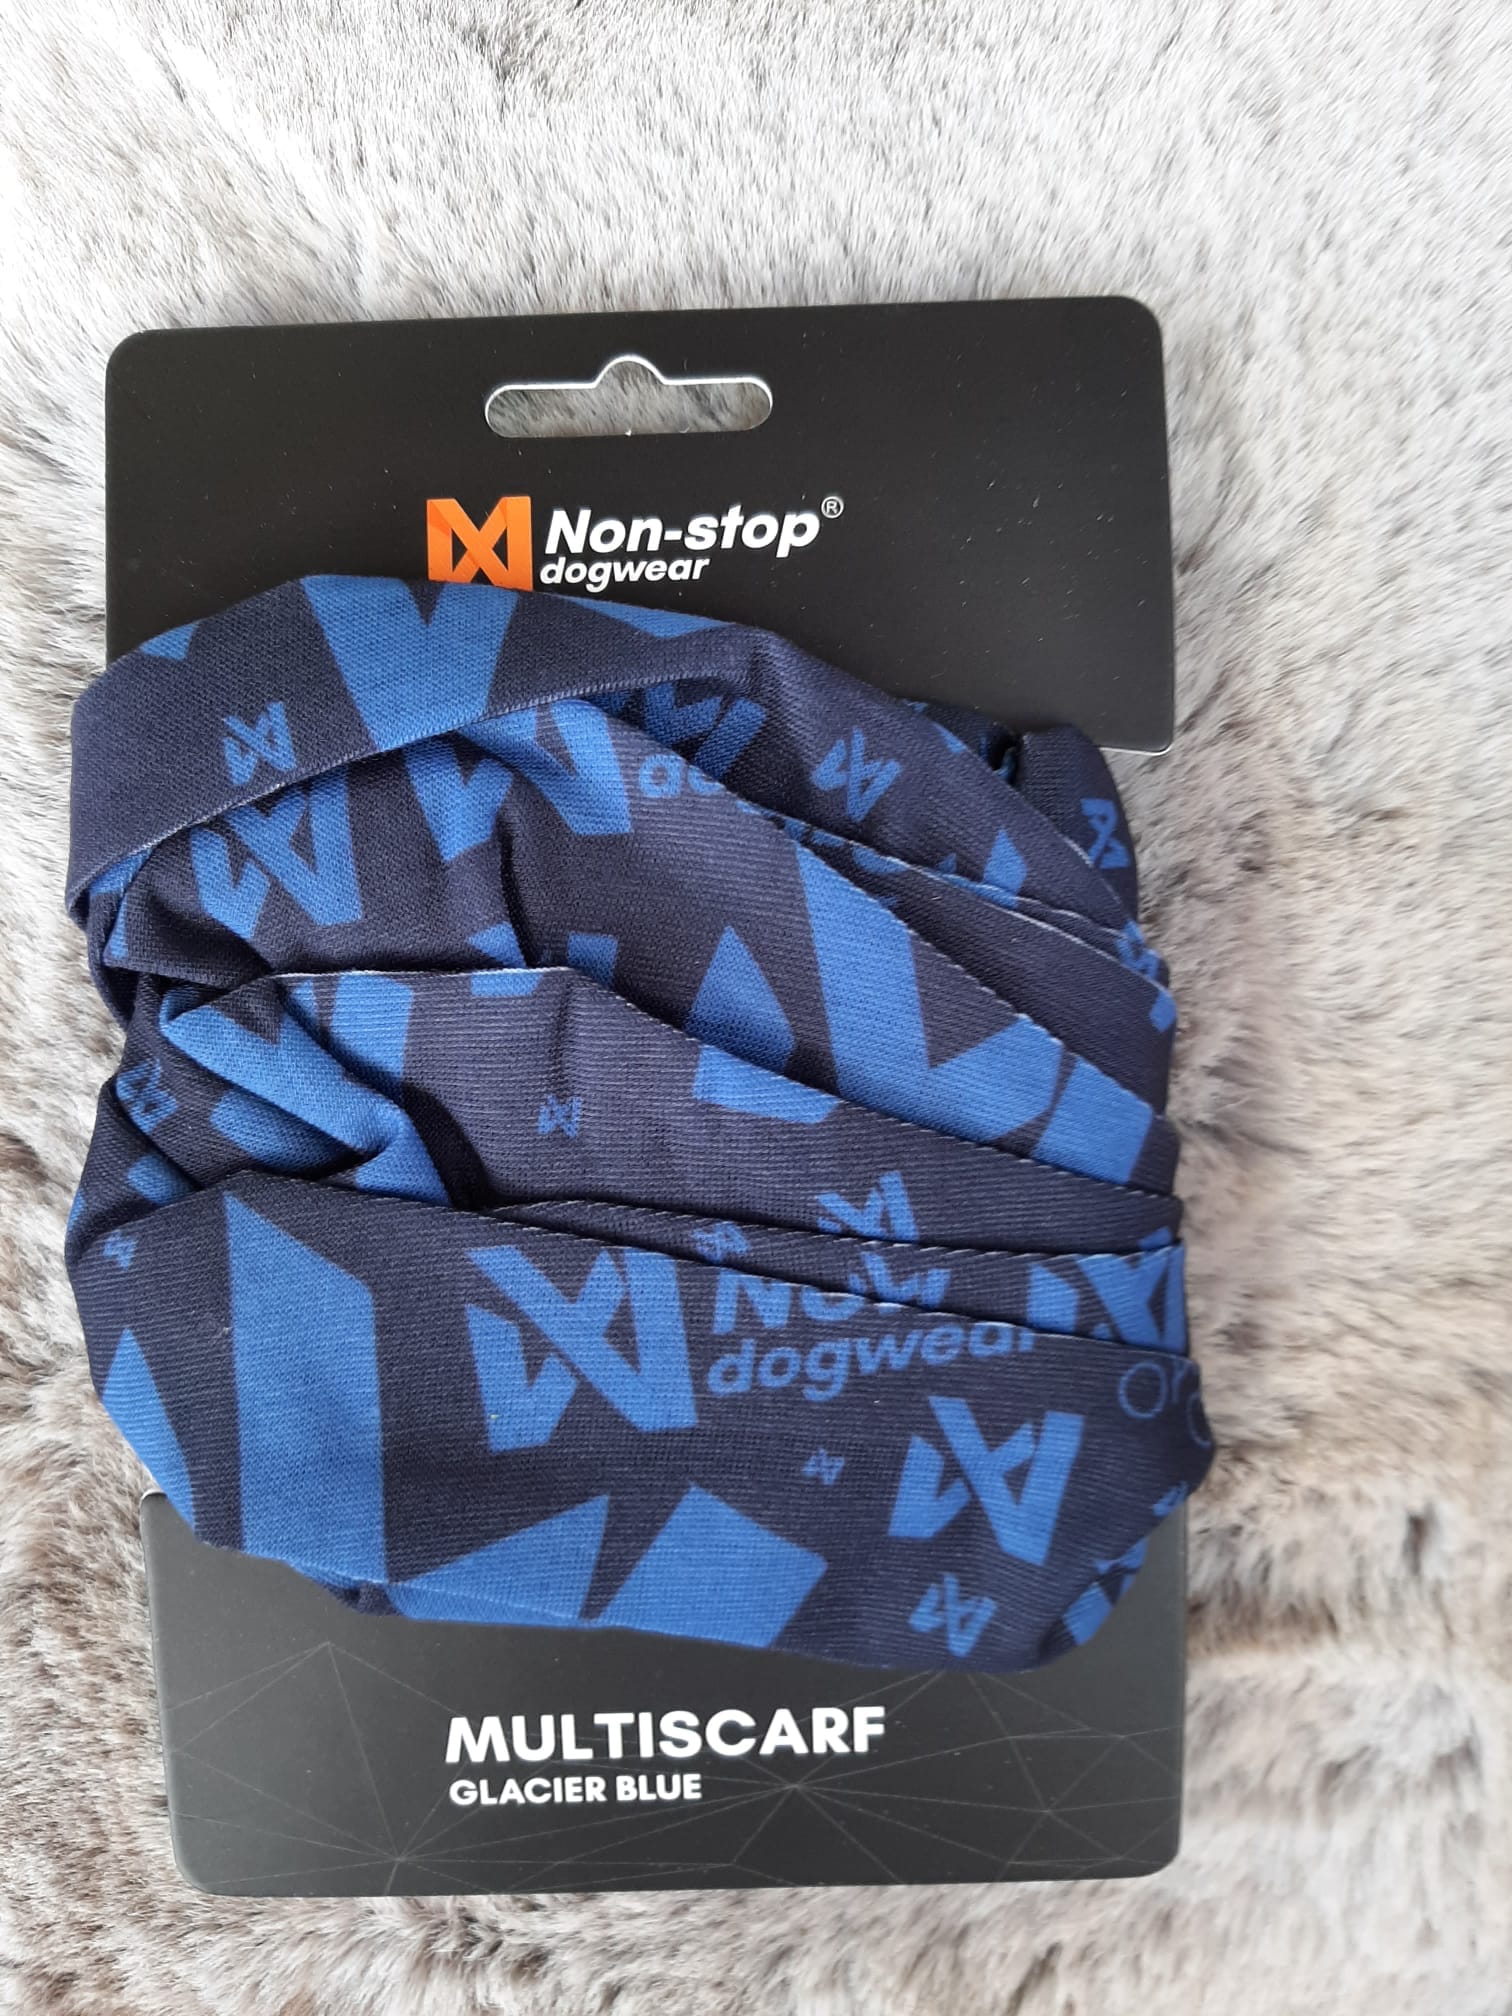 Non-stop®
dogwear
dogwear
MULTISCARF
GLACIER BLUE